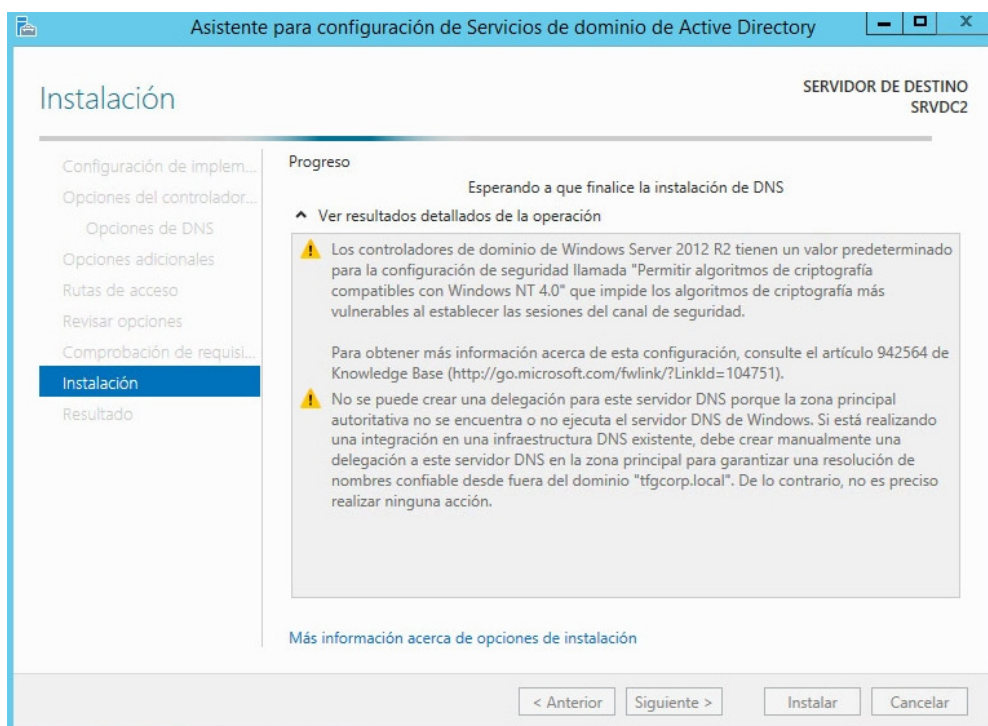 Asistente para configuración de Servicios de dominio de Active Directory
Instalación
SERVIDOR DE DESTINO
SRVDC2
Configuración de implem...
Opciones del controlador...
Opciones de DNS
Opciones adicionales
Rutas de acceso
Revisar opciones
Comprobación de requisi...
Instalación
Resultado
Progreso
Esperando a que finalice la instalación de DNS
Ver resultados detallados de la operación
Los controladores de dominio de Windows Server 2012 R2 tienen un valor predeterminado
para la configuración de seguridad llamada "Permitir algoritmos de criptografía
compatibles con Windows NT 4.0" que impide los algoritmos de criptografía más
vulnerables al establecer las sesiones del canal de seguridad.
Para obtener más información acerca de esta configuración, consulte el artículo 942564 de
Knowledge Base (http://go.microsoft.com/fwlink/?LinkId=104751).
No se puede crear una delegación para este servidor DNS porque la zona principal
autoritativa no se encuentra o no ejecuta el servidor DNS de Windows. Si está realizando
una integración en una infraestructura DNS existente, debe crear manualmente una
delegación a este servidor DNS en la zona principal para garantizar una resolución de
nombres confiable desde fuera del dominio "tfgcorp.local". De lo contrario, no es preciso
realizar ninguna acción.
Más información acerca de opciones de instalación
< Anterior
Siguiente >
Instalar
Cancelar